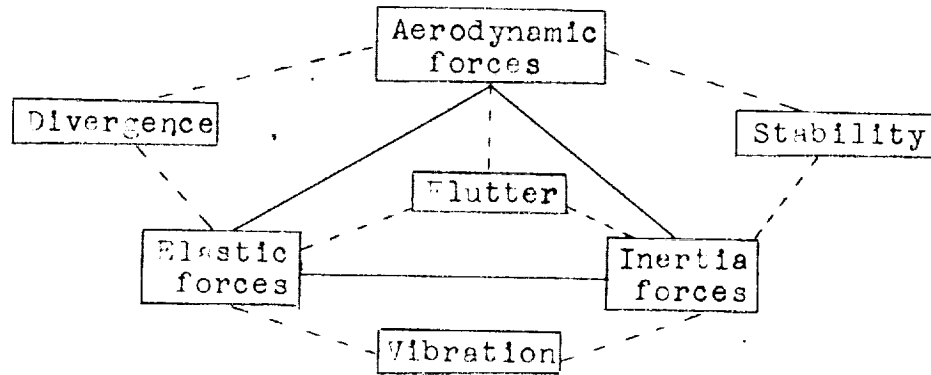 Aerodynamic
forces
Divergence
Stability
Flutter
Elastic
forces
Inertia
forces
Vibration